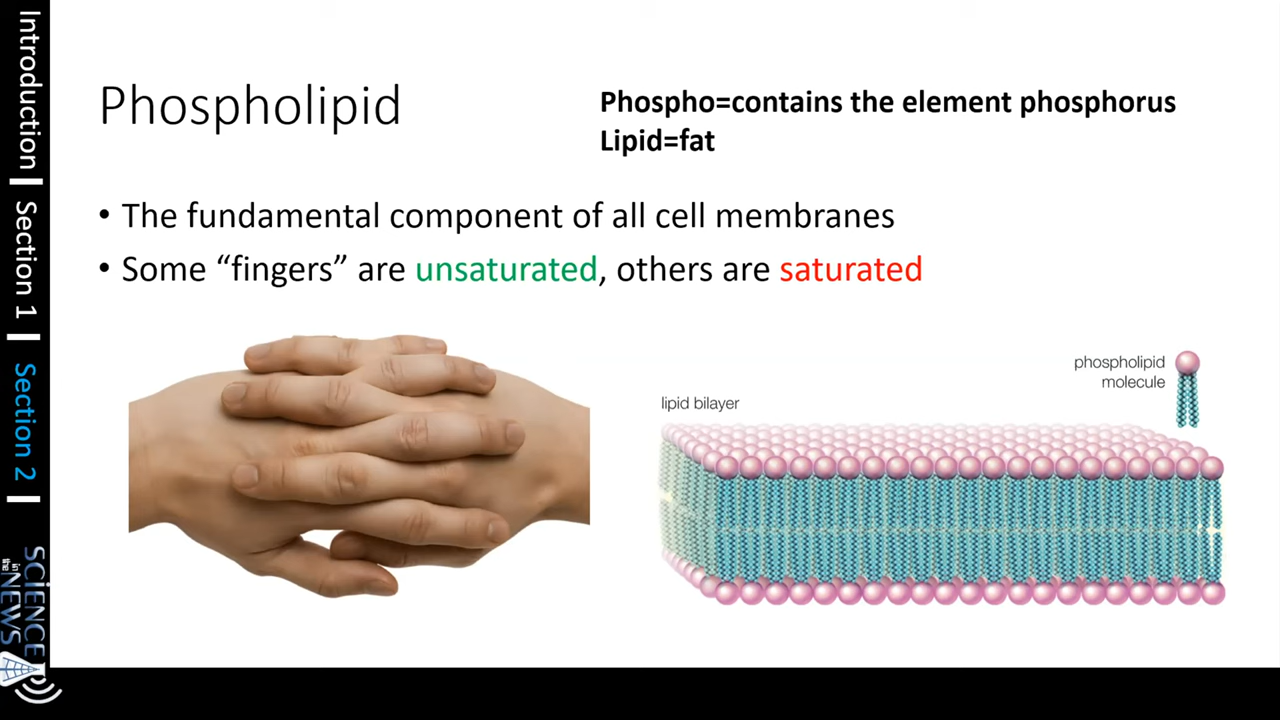 Introduction
Section 1
Section 2
SCIENCE
in
the
NEWS
Phospholipid
Phospho=contains the element phosphorus
Lipid=fat
• The fundamental component of all cell membranes
• Some “fingers” are unsaturated, others are saturated
phospholipid
molecule
lipid bilayer